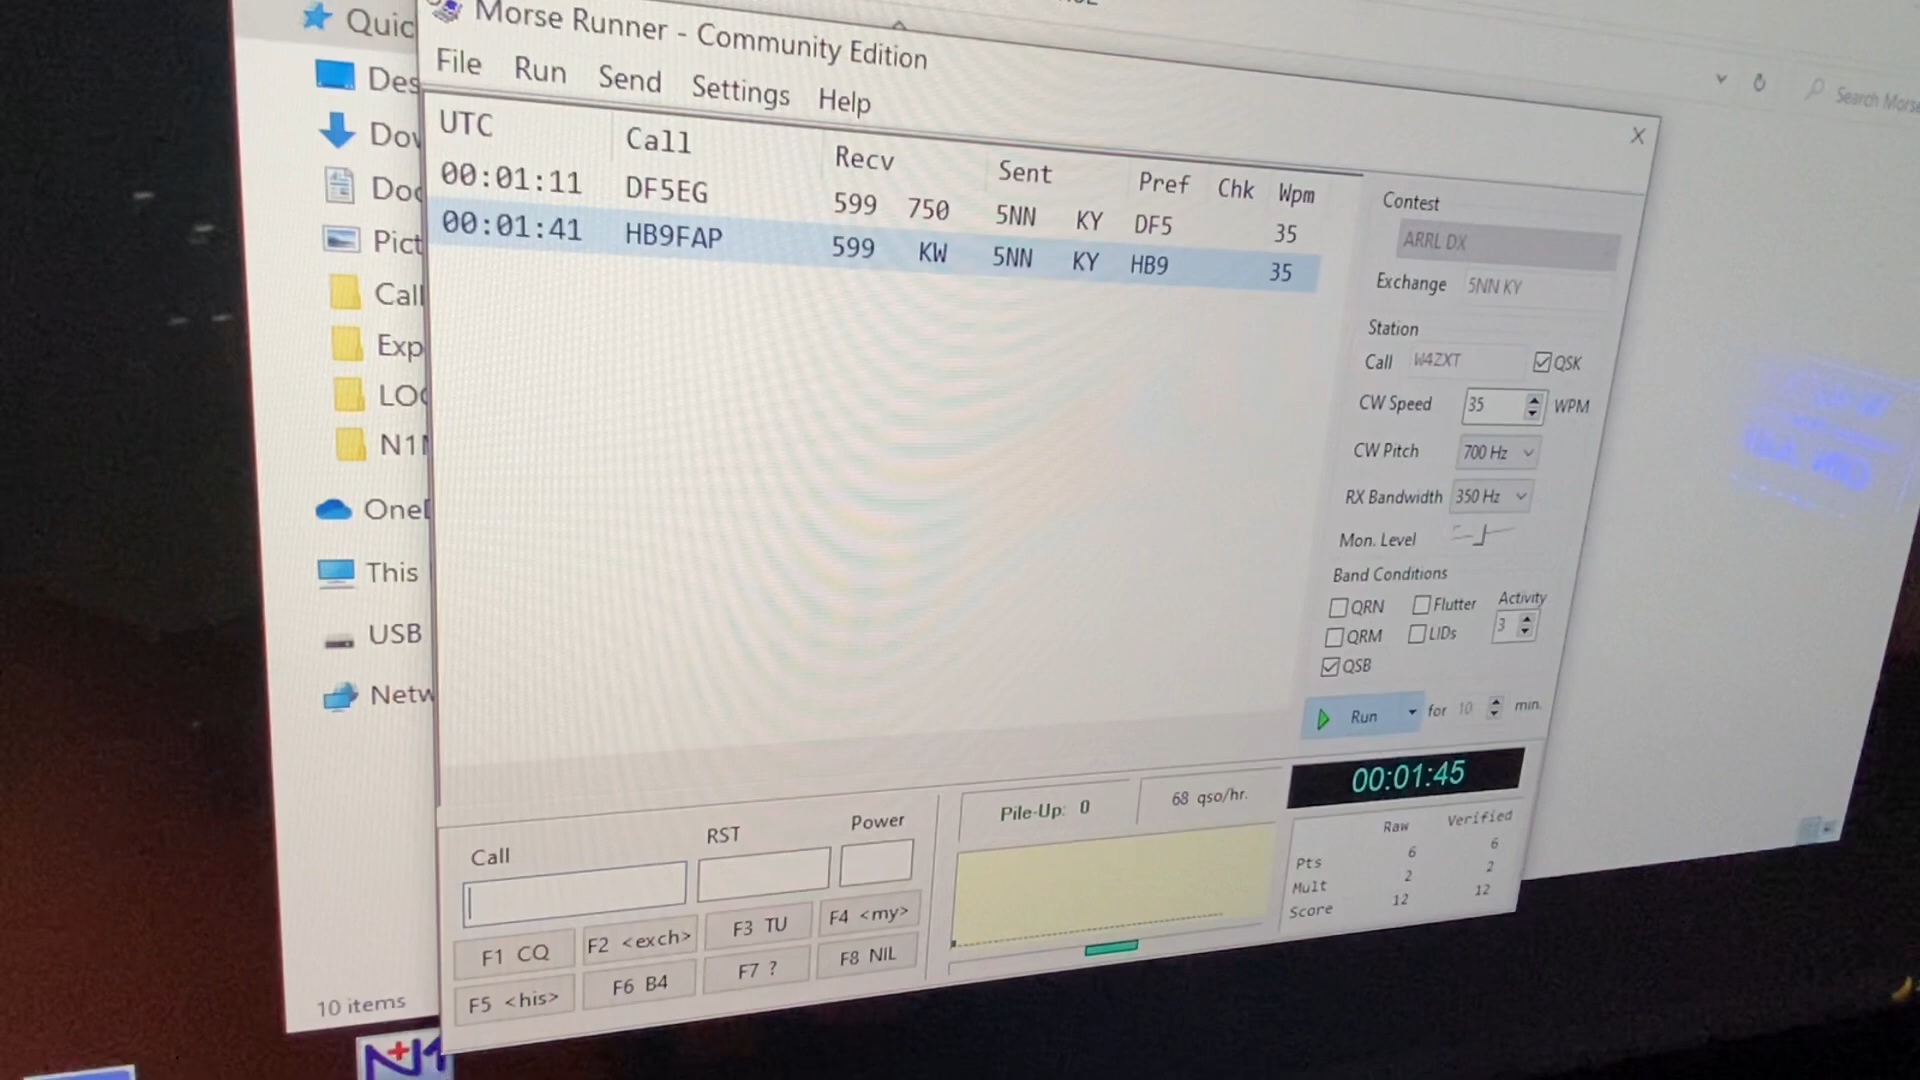 Morse Runner - Community Edition
File Run Send Settings Help
UTC Call Recv Sent Pref Chk Wpm
00:01:11 DF5EG 599 750 5NN KY DF5 35
00:01:41 HB9FAP 599 KW 5NN KY HB9 35
Quic
Des
Dov
Doc
Pict
Call
Exp
LOG
N1
One
This
USB
Netw
10 items
Search Morse
Contest
ARRL DX
Exchange 5NN KY
Station
Call W4ZXT QSK
CW Speed 35 WPM
CW Pitch 700 Hz
RX Bandwidth 350 Hz
Mon. Level
Band Conditions
QRN Flutter Activity
QRM LIDs 3
QSB
Run for 10 min.
00:01:45
Raw Verified
Pts 6 6
Mult 2 2
Score 12 12
Call RST Power
F1 CQ F2 <exch> F3 TU F4 <my>
F5 <his> F6 B4 F7 ? F8 NIL
Pile-Up: 0 68 qso/hr.